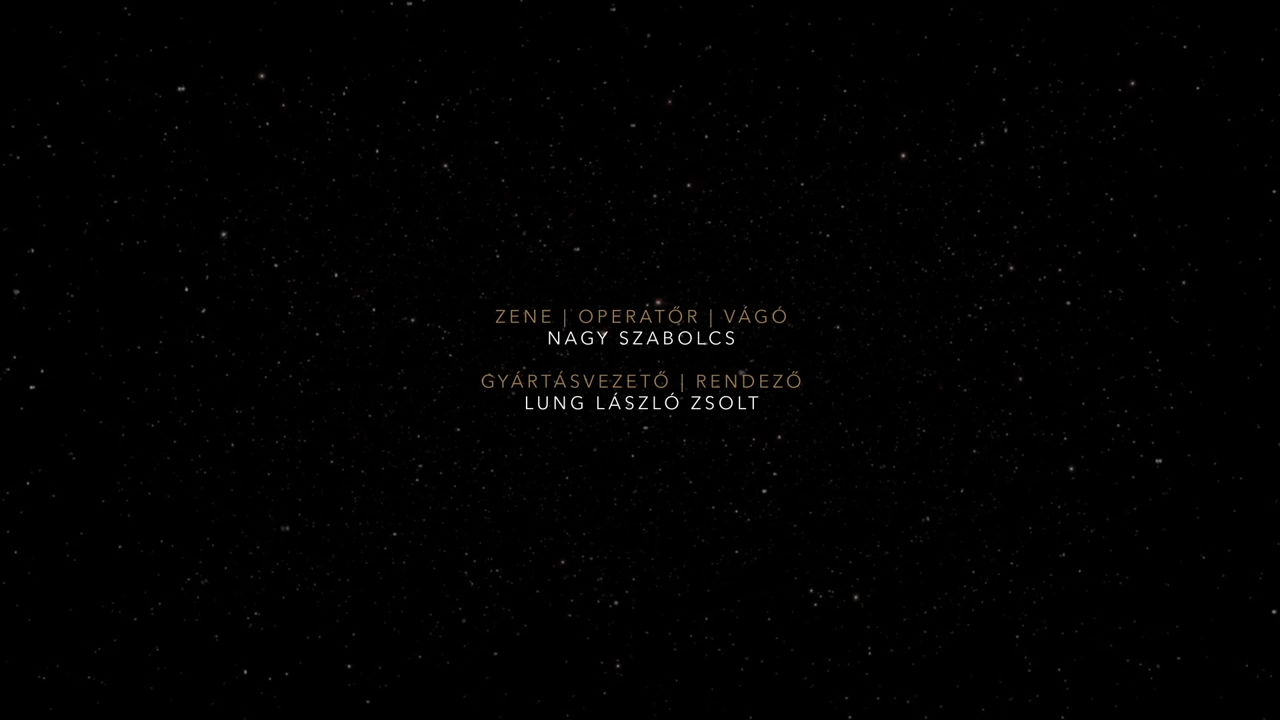 ZENE | OPERATŐR | VÁGÓ
NAGY SZABOLCS
GYÁRTÁSVEZETŐ | RENDEZŐ
LUNG LÁSZLÓ ZSOLT